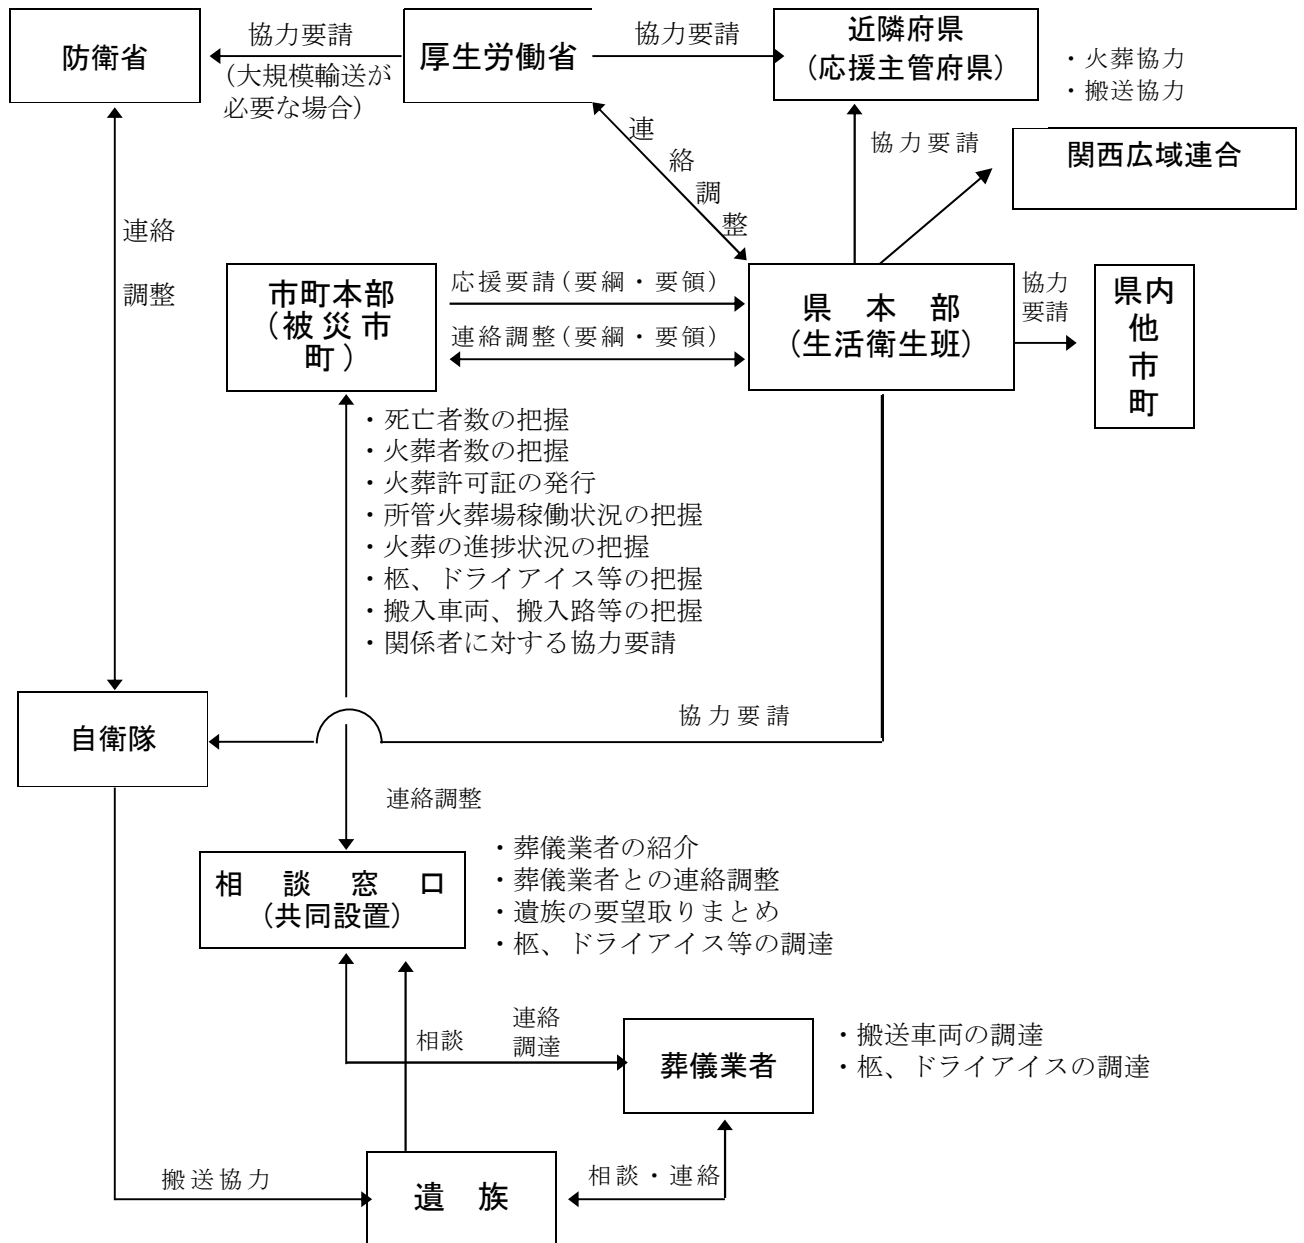 防衛省
協力要請
(大規模輸送が
必要な場合)
厚生労働省
協力要請
近隣府県
(応援主管府県)
・火葬協力
・搬送協力
連絡調整
協力要請
関西広域連合
連絡
調整
市町本部
(被災市
町)
応援要請(要綱・要領)
連絡調整(要綱・要領)
県 本 部
(生活衛生班)
協力
要請
県内
他
市
町
・死亡者数の把握
・火葬者数の把握
・火葬許可証の発行
・所管火葬場稼働状況の把握
・火葬の進捗状況の把握
・柩、ドライアイス等の把握
・搬入車両、搬入路等の把握
・関係者に対する協力要請
自衛隊
協力要請
連絡調整
相 談 窓 口
(共同設置)
・葬儀業者の紹介
・葬儀業者との連絡調整
・遺族の要望取りまとめ
・柩、ドライアイス等の調達
相談
連絡
調達
葬儀業者
・搬送車両の調達
・柩、ドライアイスの調達
搬送協力
遺 族
相談・連絡